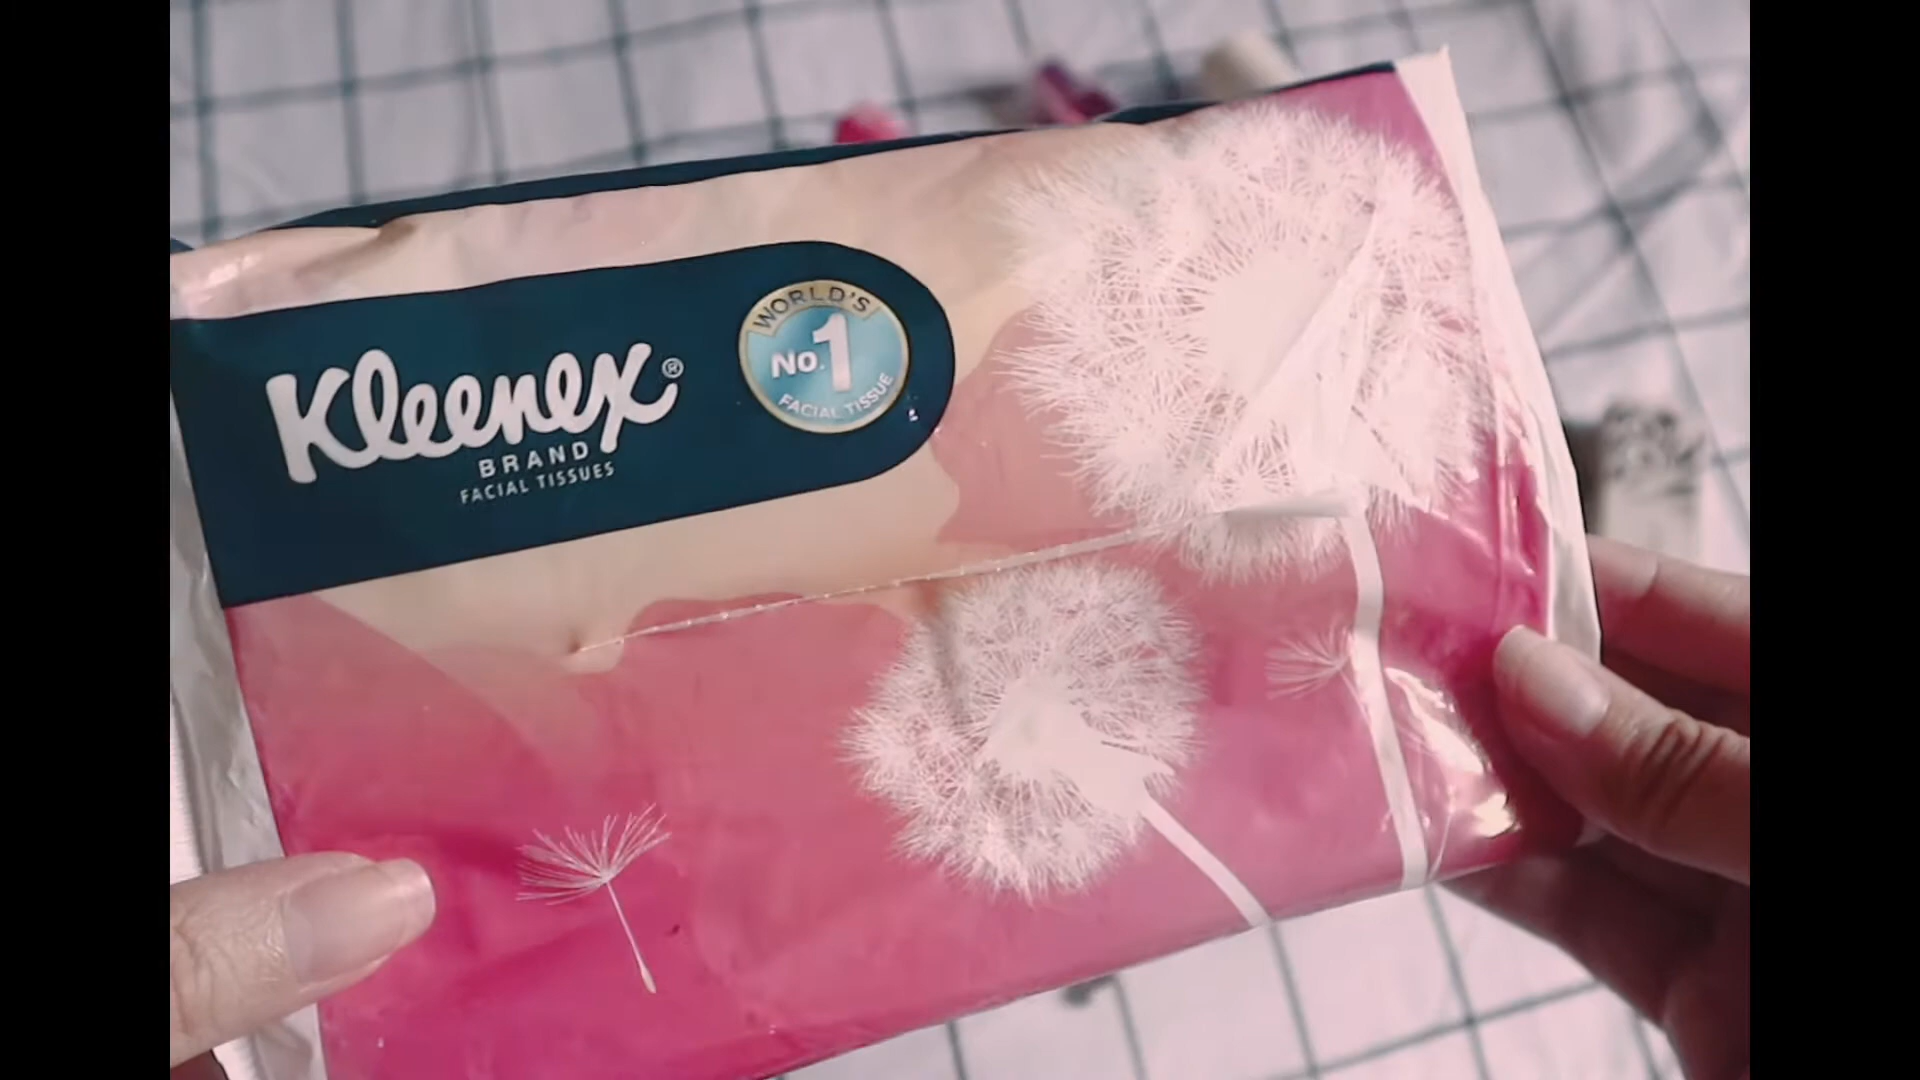 Kleenex®
BRAND
FACIAL TISSUES
WORLD'S
No.1
FACIAL TISSUE